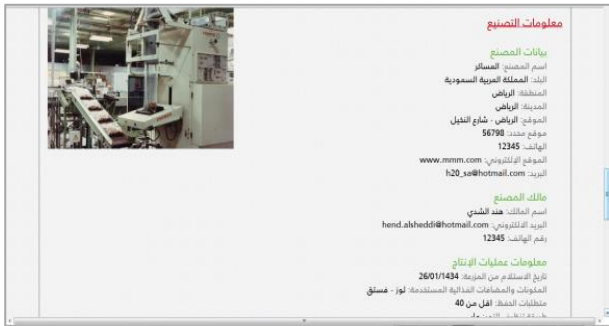 معلومات التصنيع
بيانات المصنع
اسم المصنع: المساكر
البلد: المملكة العربية السعودية
المنطقة: الرياض
المدينة: الرياض
الموقع: الرياض - شارع النخيل
موقع محدد: 56798
الهاتف: 12345
الموقع الإلكتروني: www.mmm.com
البريد: h20_sa@hotmail.com
مالك المصنع
اسم المالك: هند الشدي
البريد الالكتروني: hend.alsheddi@hotmail.com
رقم الهاتف: 12345
معلومات عمليات الإنتاج
تاريخ الاستلام من المزرعة: 26/01/1434
المكونات والمضافات الغذائية المستخدمة: لوز - فستق
متطلبات الحفظ: اقل من 40